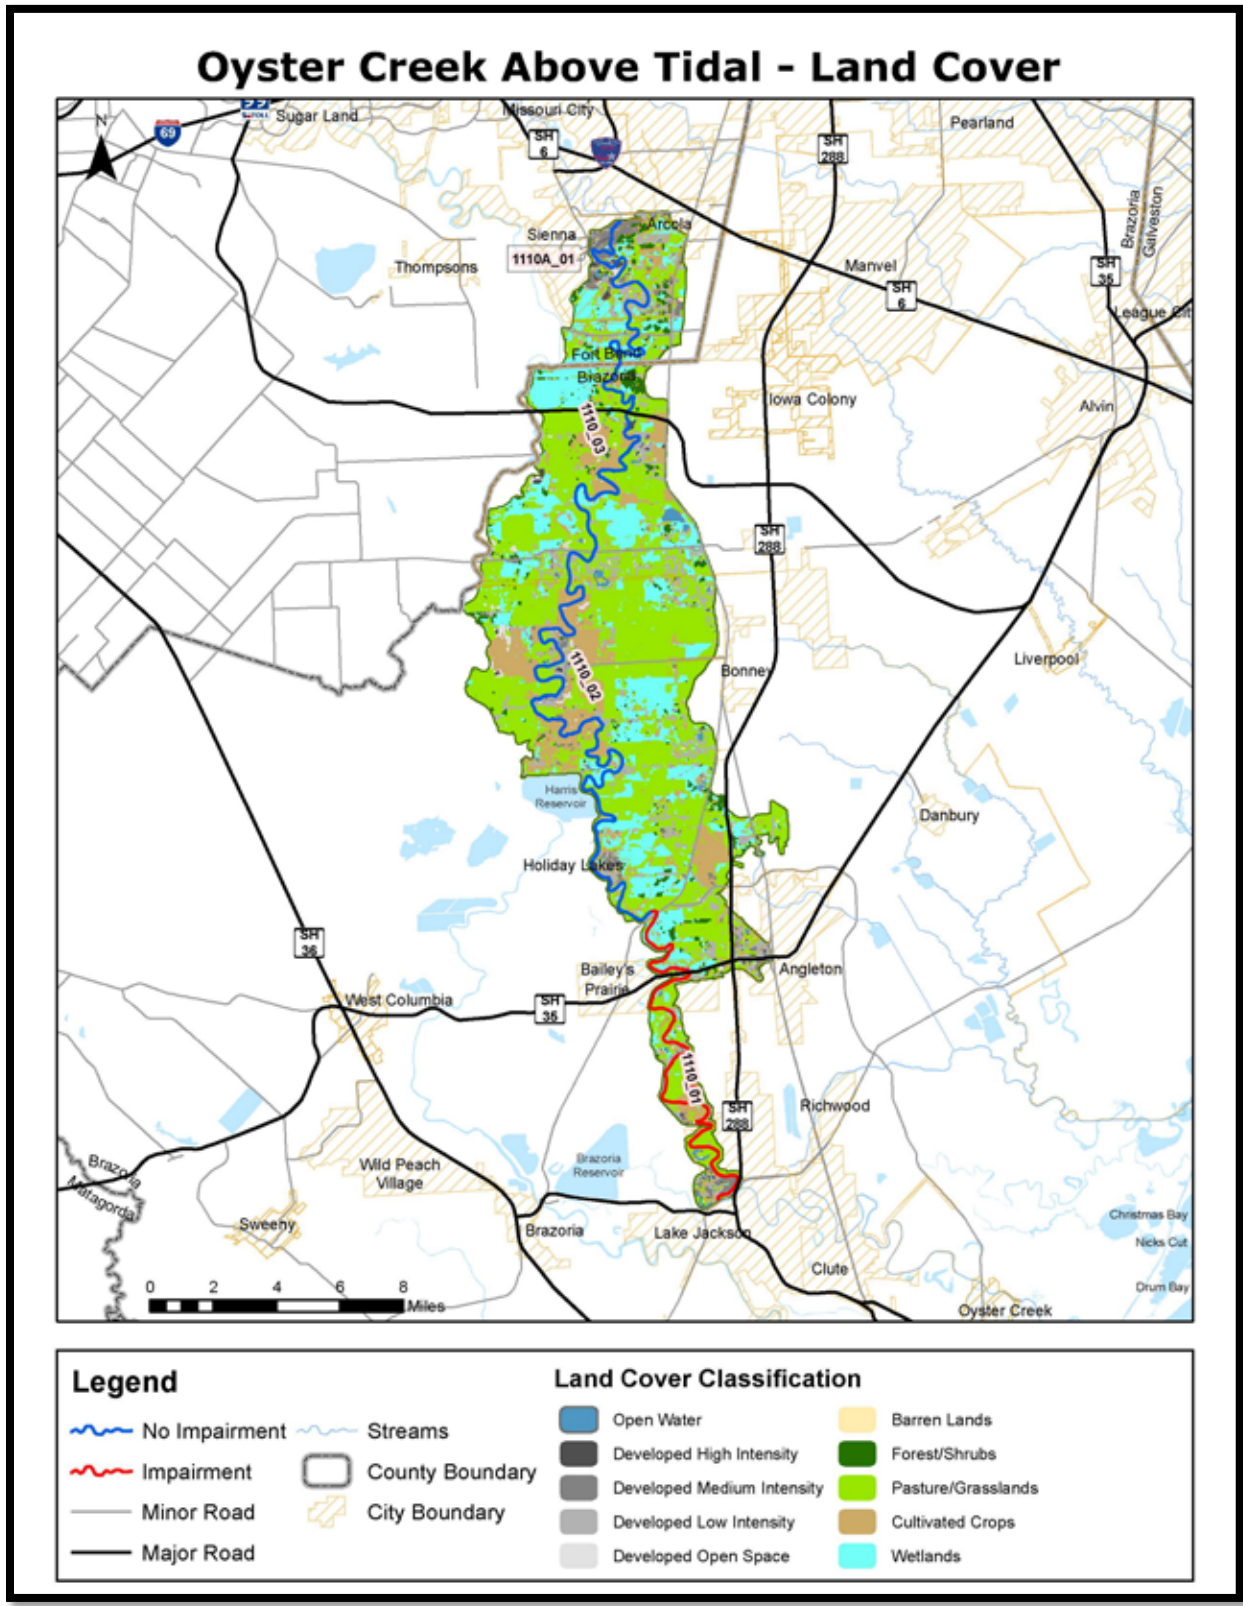 Oyster Creek Above Tidal - Land Cover
Missouri City
Sugar Land
Pearland
N
69
SH
6
SH
288
Brazoria
Galveston
Arcola
Sienna
1110A_01
Thompsons
Manvel
SH
6
SH
35
League Cit
Fort Bend
Brazoria
Iowa Colony
Alvin
1110_03
SH
288
1110_02
Bonney
Liverpool
Harris
Reservoir
Danbury
Holiday Lakes
SH
36
Bailey's
Prairie
Angleton
West Columbia
SH
35
1110_01
Richwood
SH
288
Brazoria
Matagorda
Wild Peach
Village
Brazoria
Reservoir
Sweeny
Brazoria
Lake Jackson
Christmas Bay
Nicks Cut
Clute
Drum Bay
Oyster Creek
0 2 4 6 8
Miles
Legend
No Impairment
Streams
Impairment
County Boundary
Minor Road
City Boundary
Major Road
Land Cover Classification
Open Water
Barren Lands
Developed High Intensity
Forest/Shrubs
Developed Medium Intensity
Pasture/Grasslands
Developed Low Intensity
Cultivated Crops
Developed Open Space
Wetlands